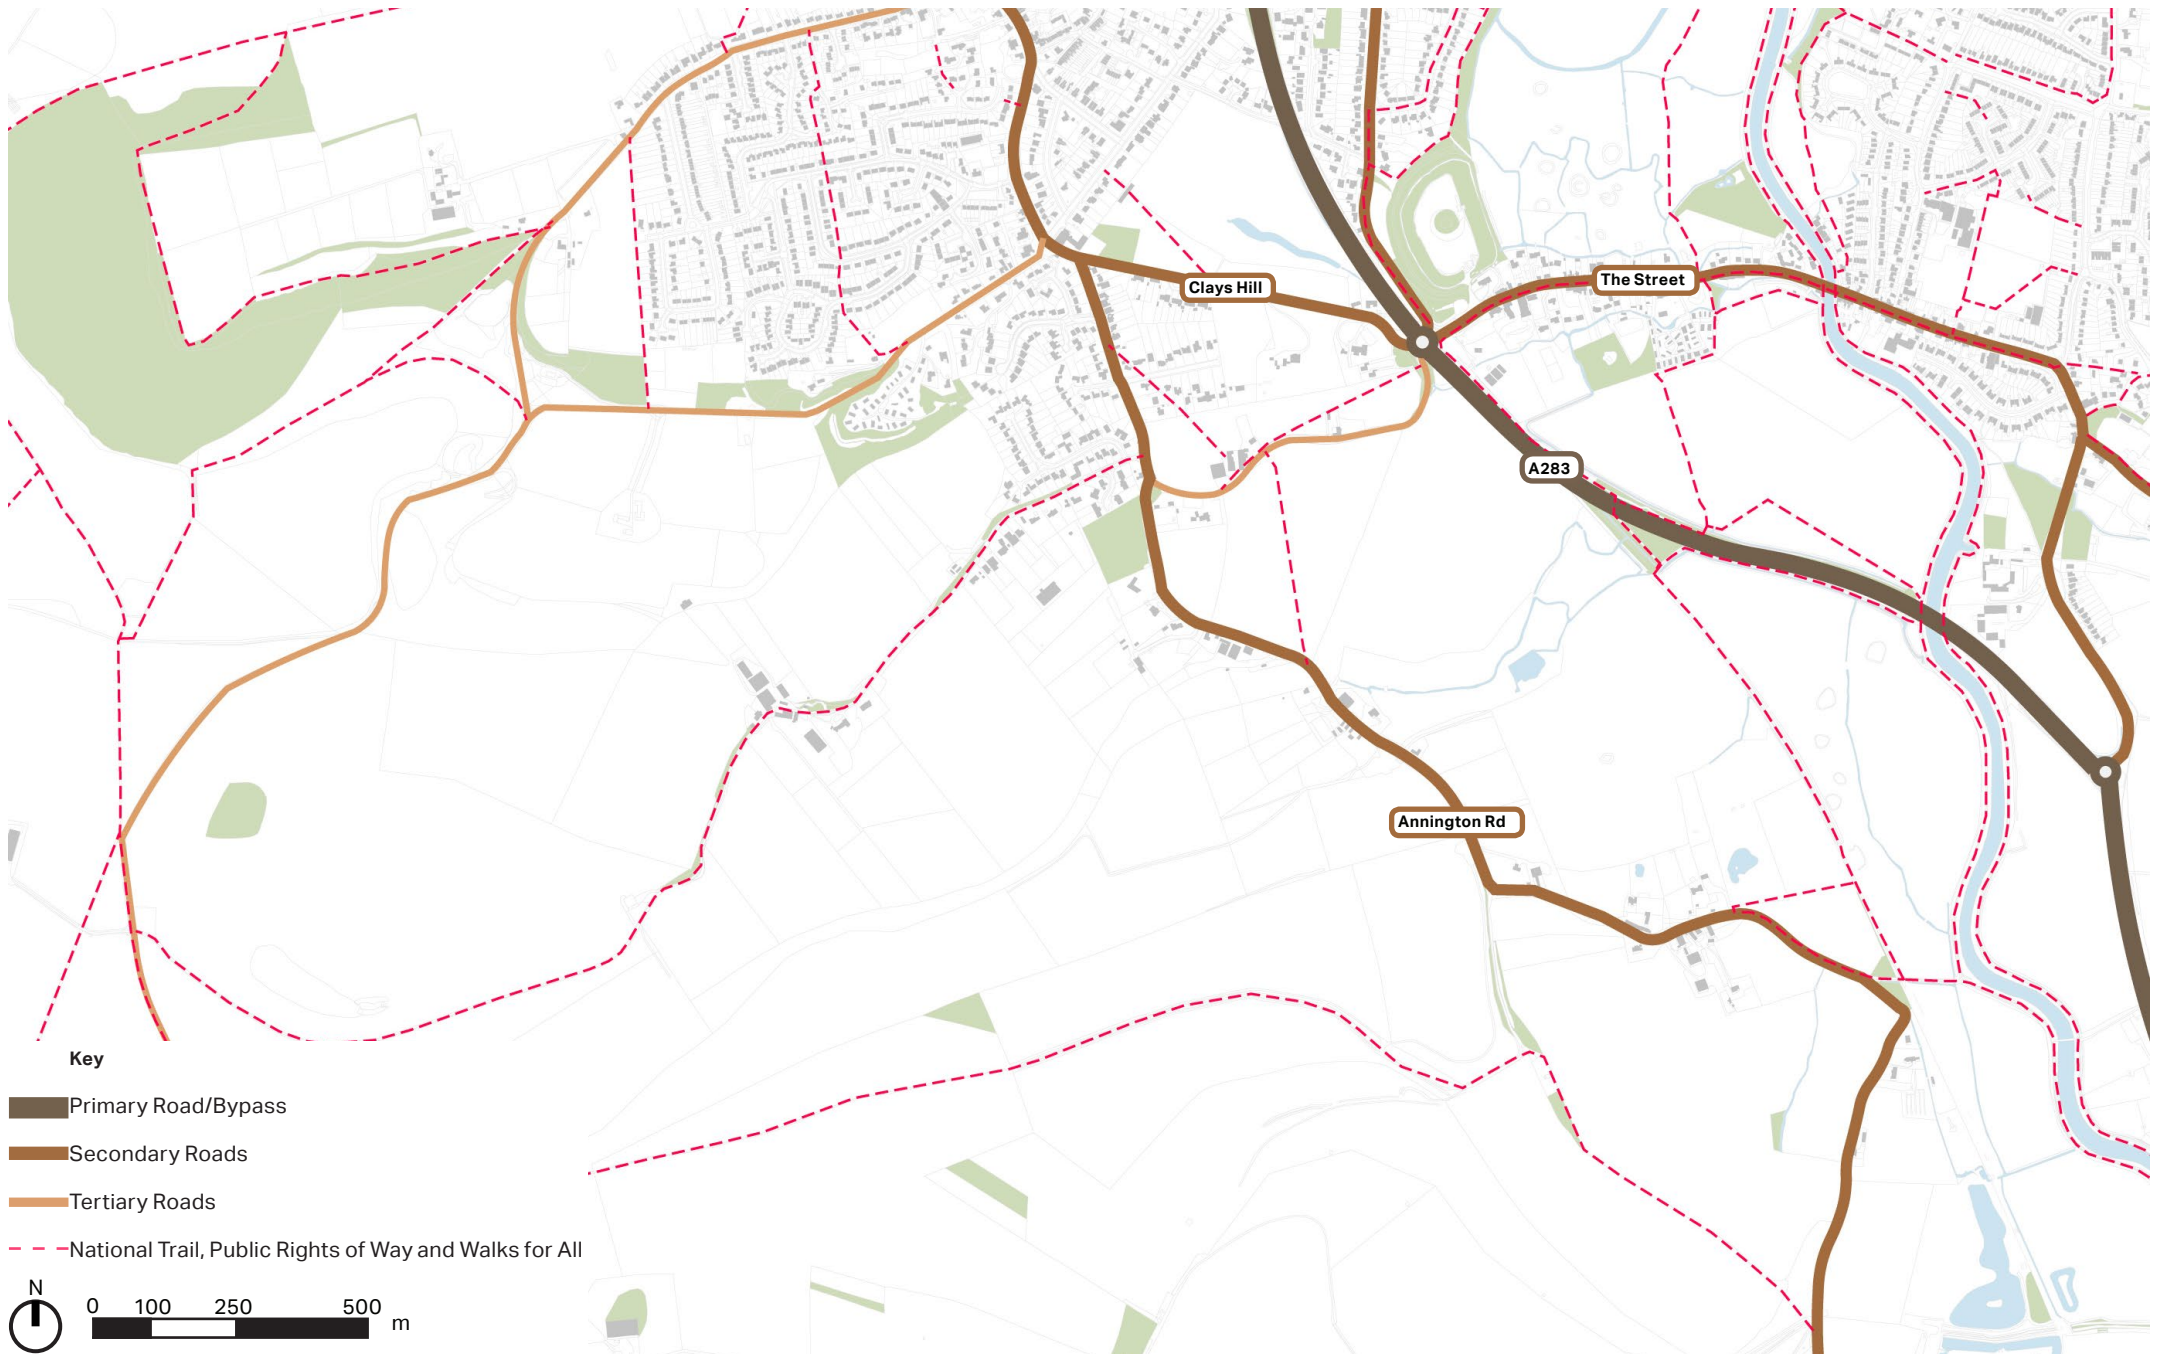 The Street
Clays Hill
A283
Annington Rd
Key
Primary Road/Bypass
Secondary Roads
Tertiary Roads
National Trail, Public Rights of Way and Walks for All
N
0 100 250 500
m